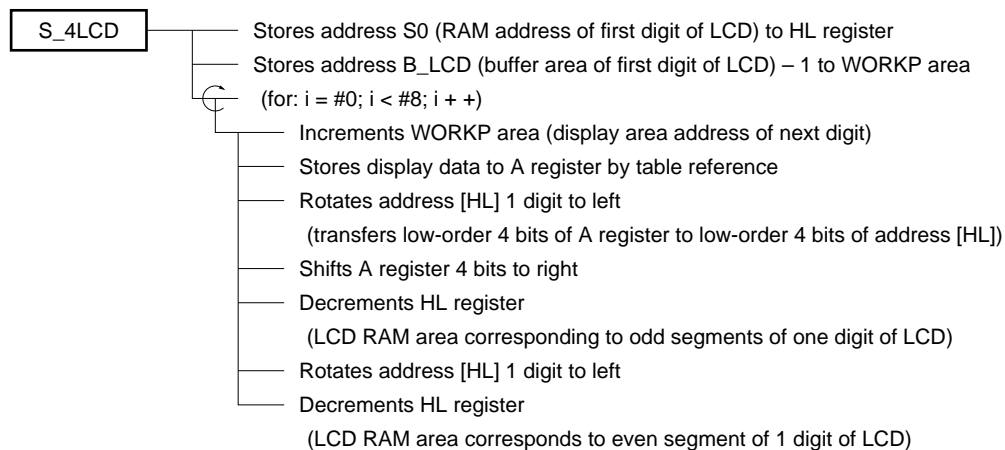 S_4LCD
Stores address S0 (RAM address of first digit of LCD) to HL register
Stores address B_LCD (buffer area of first digit of LCD) – 1 to WORKP area
(for: i = #0; i < #8; i + +)
Increments WORKP area (display area address of next digit)
Stores display data to A register by table reference
Rotates address [HL] 1 digit to left
(transfers low-order 4 bits of A register to low-order 4 bits of address [HL])
Shifts A register 4 bits to right
Decrements HL register
(LCD RAM area corresponding to odd segments of one digit of LCD)
Rotates address [HL] 1 digit to left
Decrements HL register
(LCD RAM area corresponds to even segment of 1 digit of LCD)